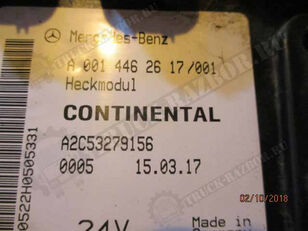 Mercedes-Benz
A 001 446 26 17/001
Heckmodul
CONTINENTAL
A2C53279156
0005 15.03.17
0522H0505331
24V
Made in
02/10/2018